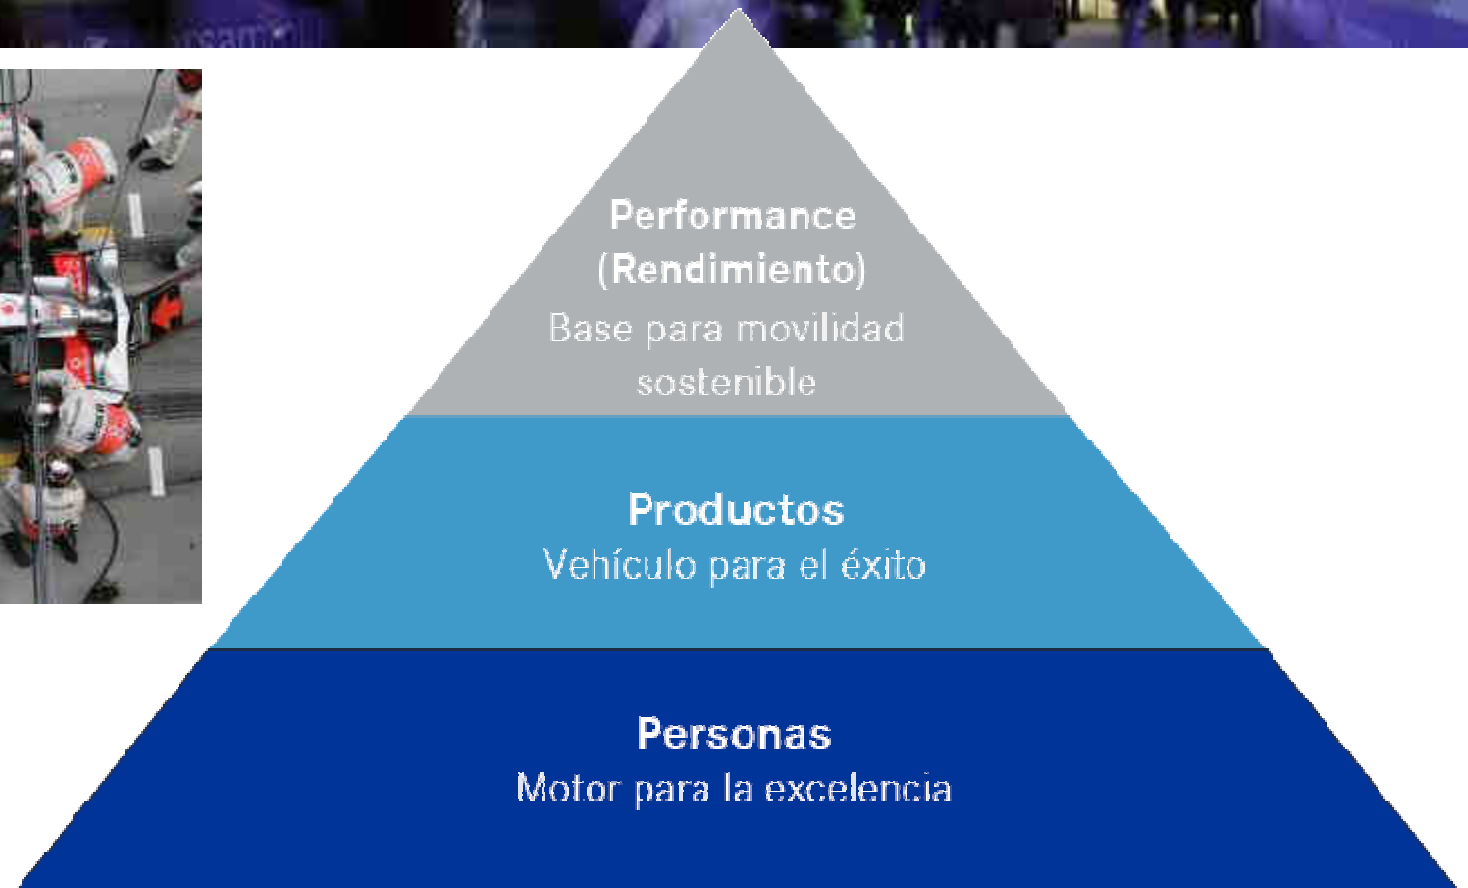 Performance
(Rendimiento)
Base para movilidad
sostenible
Productos
Vehículo para el éxito
Personas
Motor para la excelencia